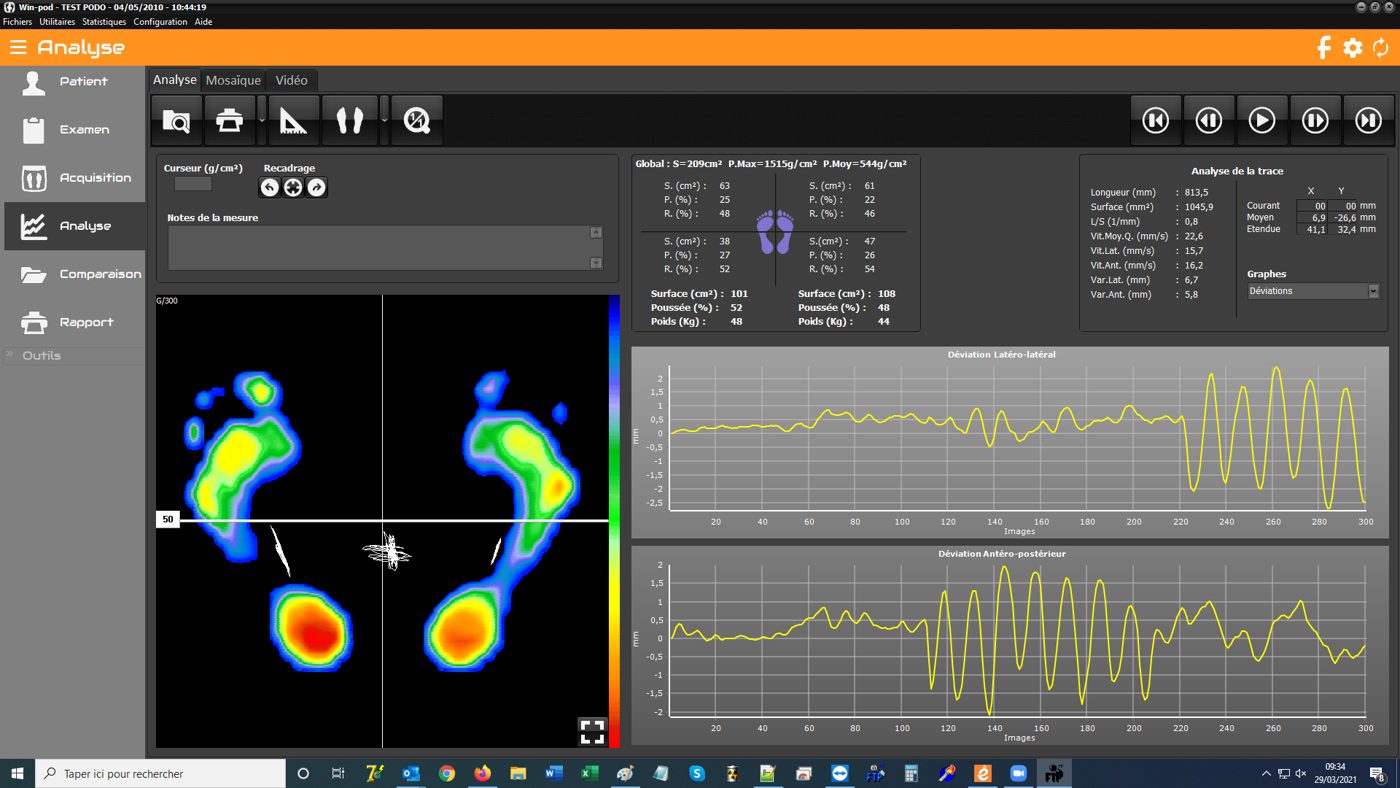 Win-pod - TEST PODO - 04/05/2010 - 10:44:19
Fichiers Utilitaires Statistiques Configuration Aide
Analyse
Patient
Examen
Acquisition
Analyse
Comparaison
Rapport
Outils
Analyse Mosaïque Vidéo
1/1
Curseur (g/cm²) Recadrage
Notes de la mesure
Global : S=209cm² P.Max=1515g/cm² P.Moy=544g/cm²
S. (cm²) : 63 S. (cm²) : 61
P. (%) : 25 P. (%) : 22
R. (%) : 48 R. (%) : 46
S. (cm²) : 38 S.(cm²) : 47
P. (%) : 27 P. (%) : 26
R. (%) : 52 R. (%) : 54
Surface (cm²) : 101 Surface (cm²) : 108
Poussée (%) : 52 Poussée (%) : 48
Poids (Kg) : 48 Poids (Kg) : 44
Analyse de la trace
Longueur (mm) : 813,5
Surface (mm²) : 1045,9
L/S (1/mm) : 0,8
Vit.Moy.Q. (mm/s) : 22,6
Vit.Lat. (mm/s) : 15,7
Vit.Ant. (mm/s) : 16,2
Var.Lat. (mm) : 6,7
Var.Ant. (mm) : 5,8
X Y
Courant 00 00 mm
Moyen 6,9 -26,6 mm
Etendue 41,1 32,4 mm
Graphes
Déviations
G/300
50
Déviation Latéro-latéral
2
1,5
1
0,5
0
-0,5
-1
-1,5
-2
-2,5
mm
20 40 60 80 100 120 140 160 180 200 220 240 260 280 300
Images
Déviation Antéro-postérieur
2
1,5
1
0,5
0
-0,5
-1
-1,5
-2
mm
20 40 60 80 100 120 140 160 180 200 220 240 260 280 300
Images
Taper ici pour rechercher
FTP
FTP
09:34
29/03/2021
8